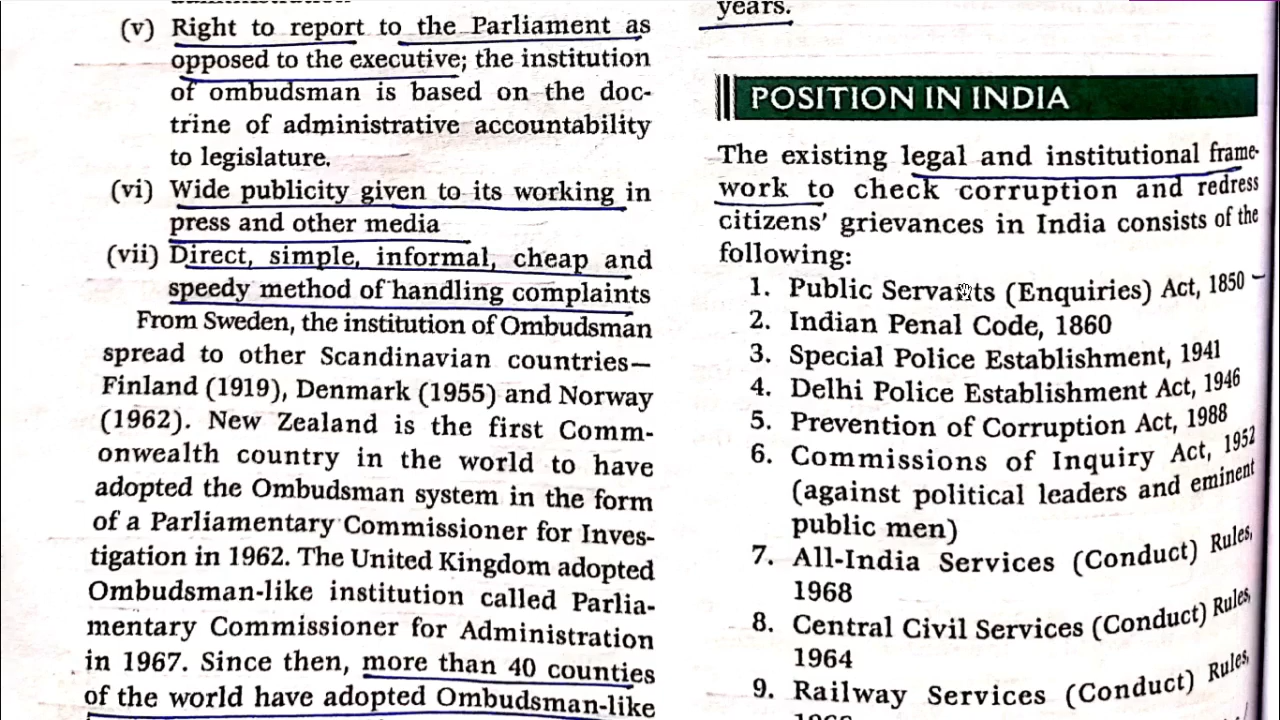 (v) Right to report to the Parliament as
opposed to the executive; the institution
of ombudsman is based on the doc-
trine of administrative accountability
to legislature.
(vi) Wide publicity given to its working in
press and other media
(vii) Direct, simple, informal, cheap and
speedy method of handling complaints
From Sweden, the institution of Ombudsman
spread to other Scandinavian countries—
Finland (1919), Denmark (1955) and Norway
(1962). New Zealand is the first Comm-
onwealth country in the world to have
adopted the Ombudsman system in the form
of a Parliamentary Commissioner for Inves-
tigation in 1962. The United Kingdom adopted
Ombudsman-like institution called Parlia-
mentary Commissioner for Administration
in 1967. Since then, more than 40 counties
of the world have adopted Ombudsman-like
years.
POSITION IN INDIA
The existing legal and institutional frame-
work to check corruption and redress
citizens' grievances in India consists of the
following:
1. Public Servants (Enquiries) Act, 1850
2. Indian Penal Code, 1860
3. Special Police Establishment, 1941
4. Delhi Police Establishment Act, 1946
5. Prevention of Corruption Act, 1988
6. Commissions of Inquiry Act, 1952
(against political leaders and eminent
public men)
7. All-India Services (Conduct) Rules,
1968
8. Central Civil Services (Conduct) Rules,
1964
9. Railway Services (Conduct) Rules,